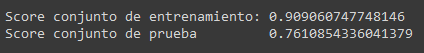 Score conjunto de entrenamiento: 0.909060747748146
Score conjunto de prueba 0.7610854336041379